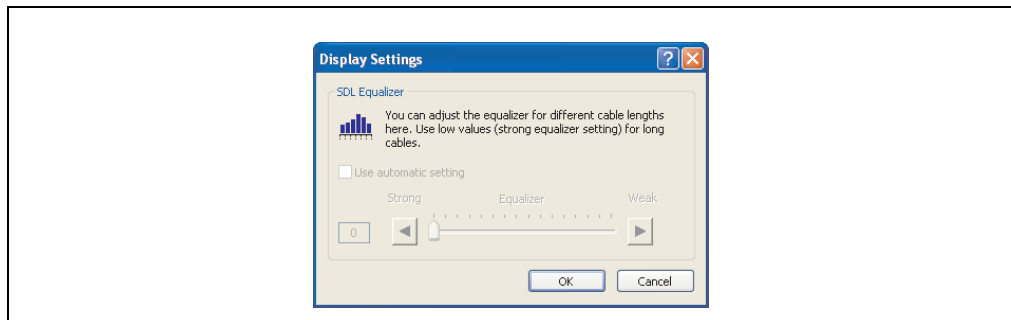 Display Settings
SDL Equalizer
You can adjust the equalizer for different cable lengths
here. Use low values (strong equalizer setting) for long
cables.
Use automatic setting
Strong Equalizer Weak
0
OK Cancel